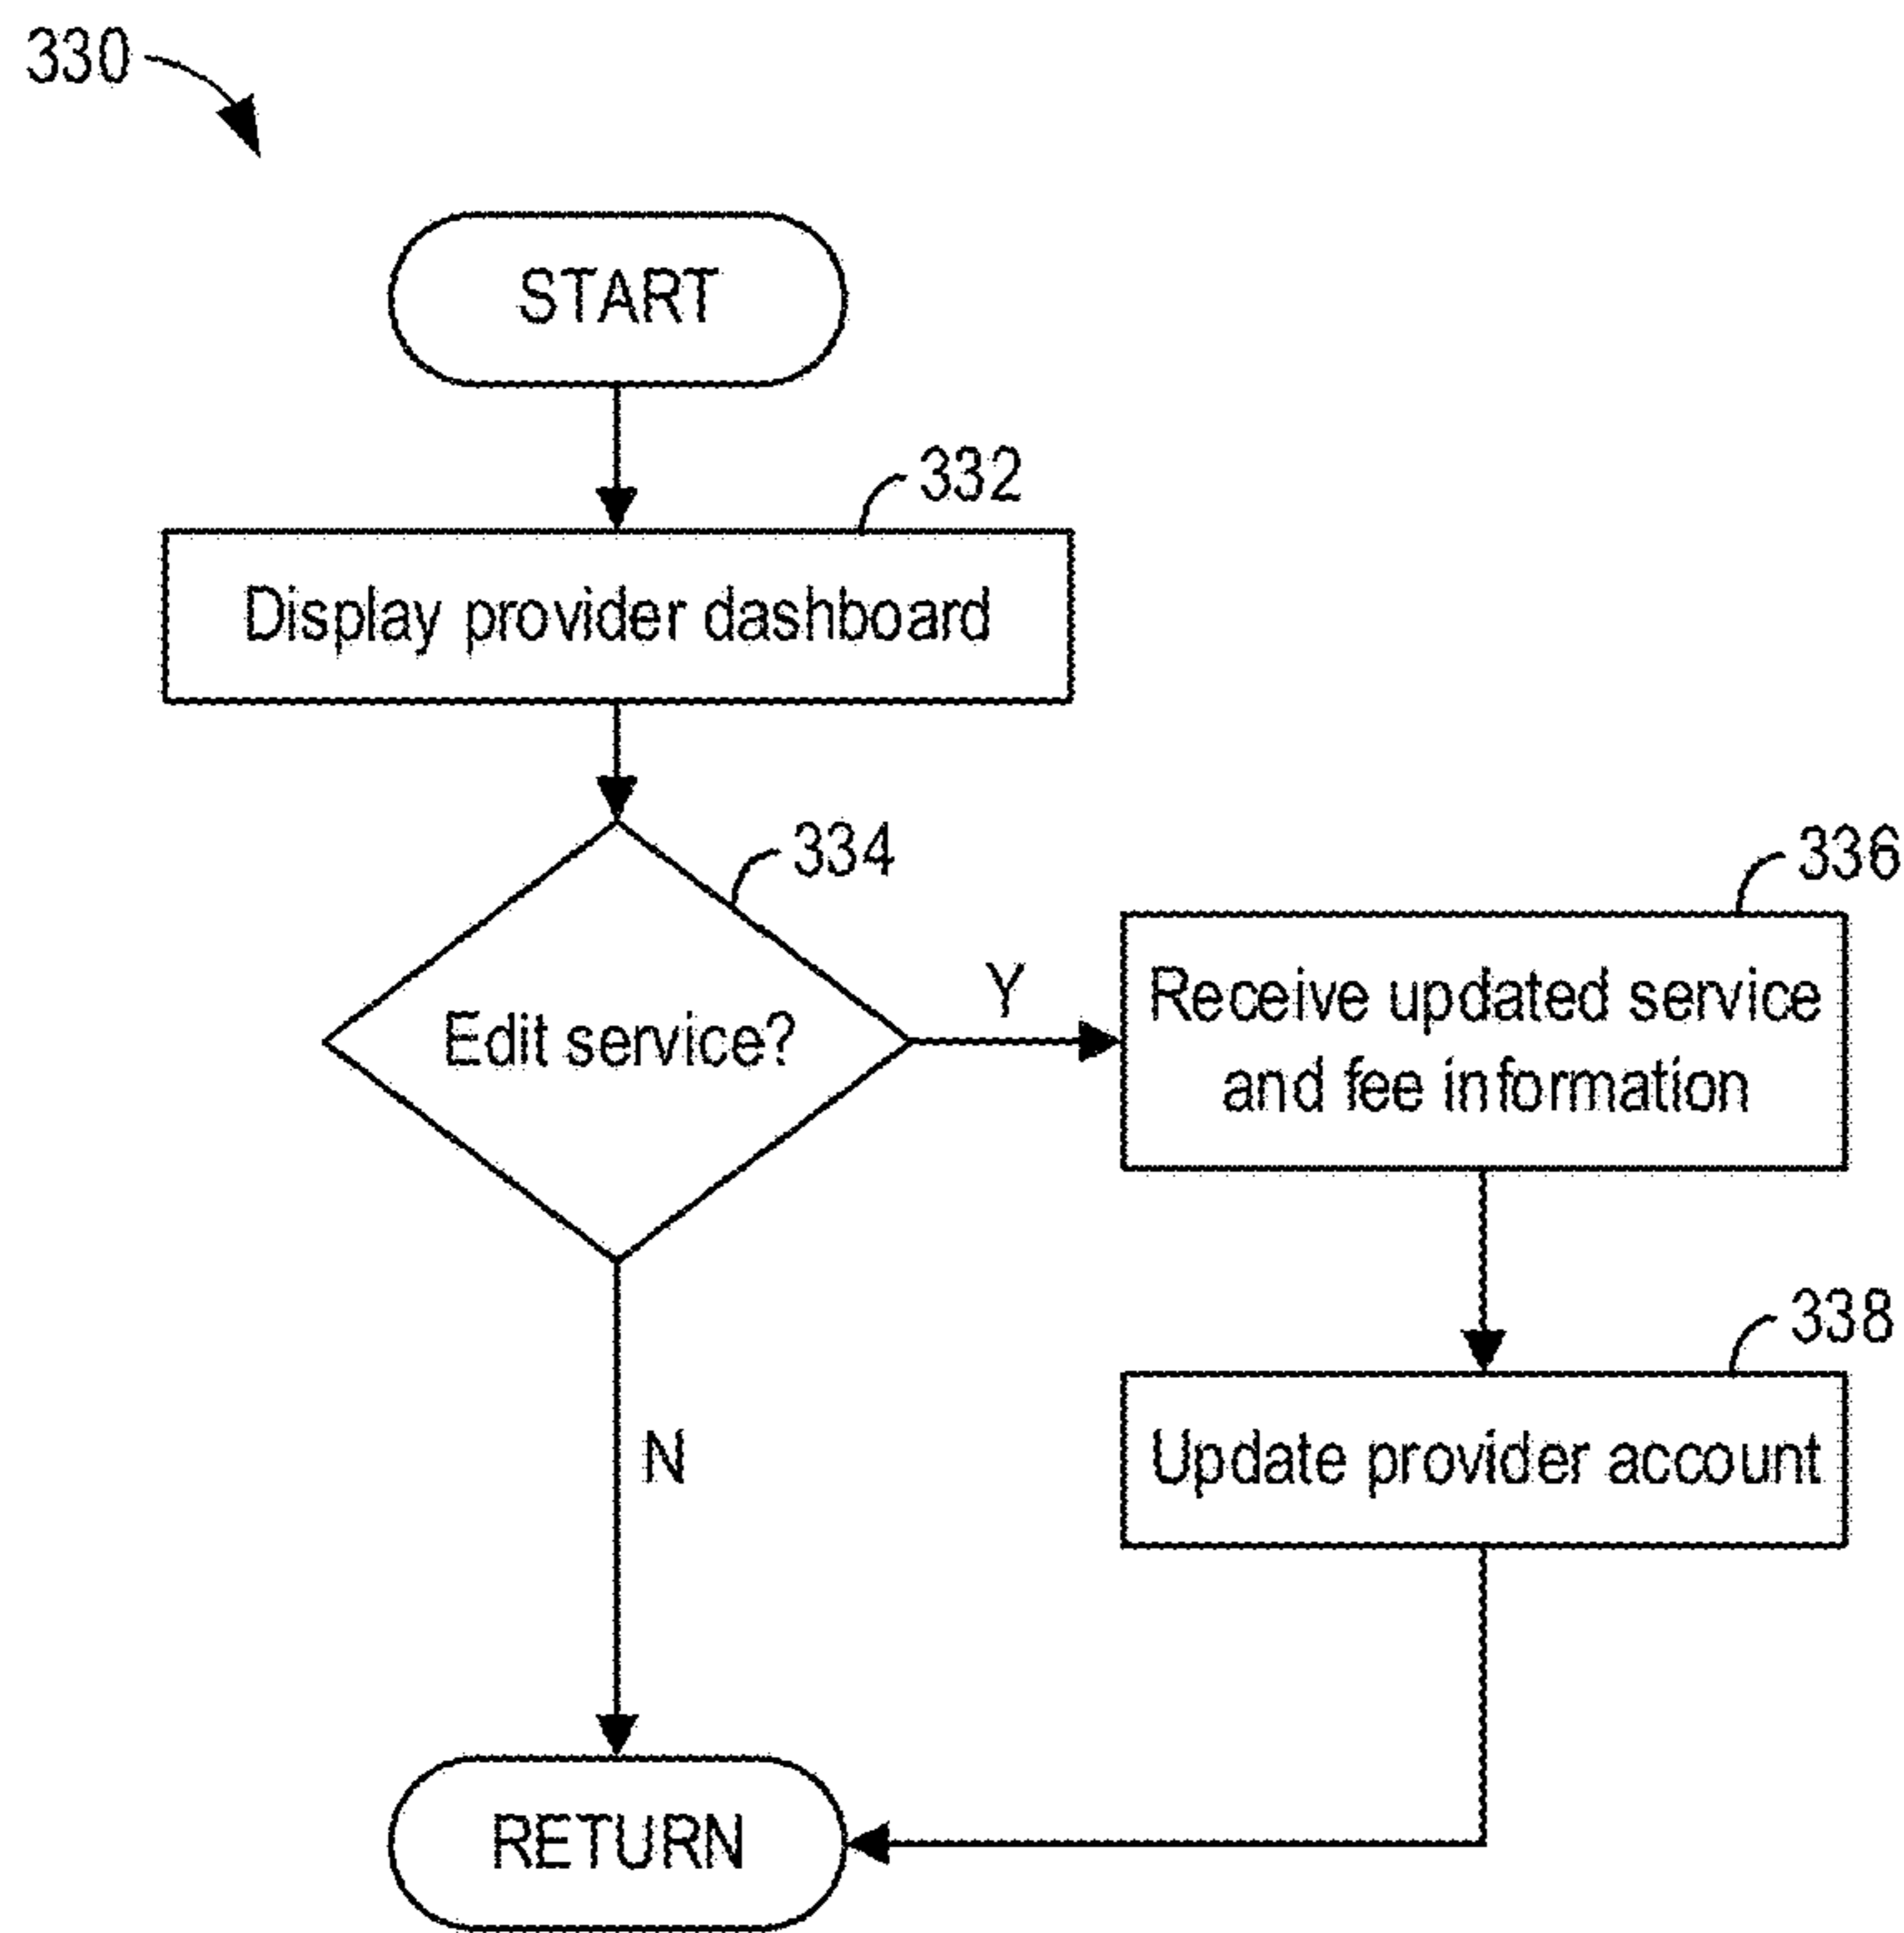 330
START
332
Display provider dashboard
334
336
Edit service?
Y
Receive updated service
and fee information
338
N
Update provider account
RETURN